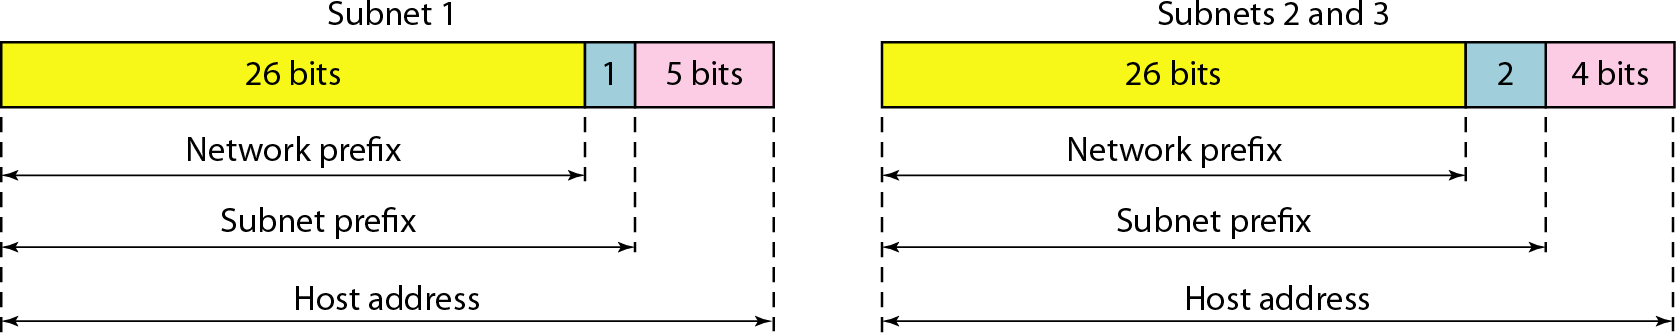 Subnet 1
26 bits 1 5 bits
Network prefix
Subnet prefix
Host address
Subnets 2 and 3
26 bits 2 4 bits
Network prefix
Subnet prefix
Host address